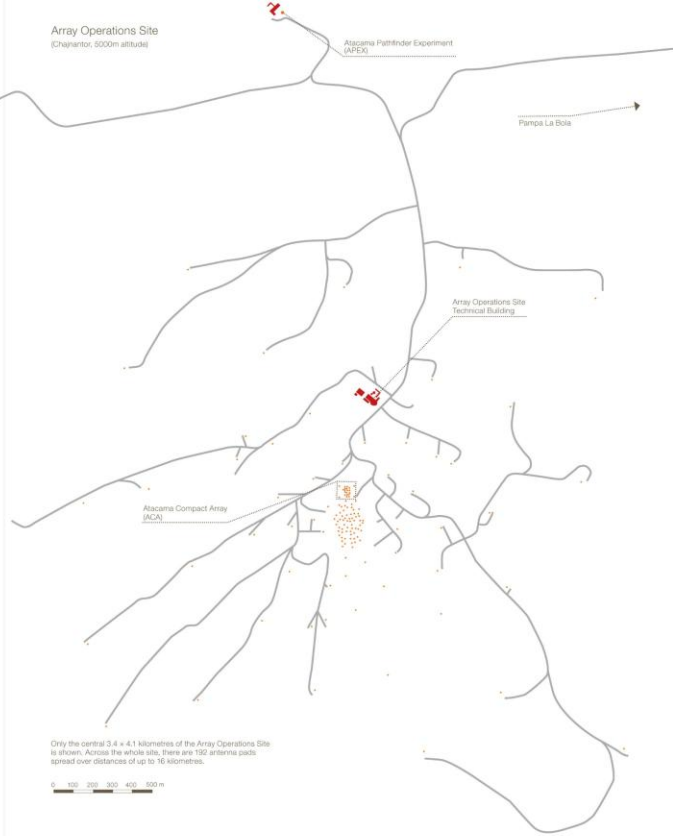 Array Operations Site
(Chajnantor, 5000m altitude)
Atacama Pathfinder Experiment
(APEX)
Pampa La Bola
Array Operations Site
Technical Building
Atacama Compact Array
(ACA)
Only the central 3.4 × 4.1 kilometres of the Array Operations Site
is shown. Across the whole site, there are 192 antenna pads
spread over distances of up to 16 kilometres.
0 100 200 300 400 500 m